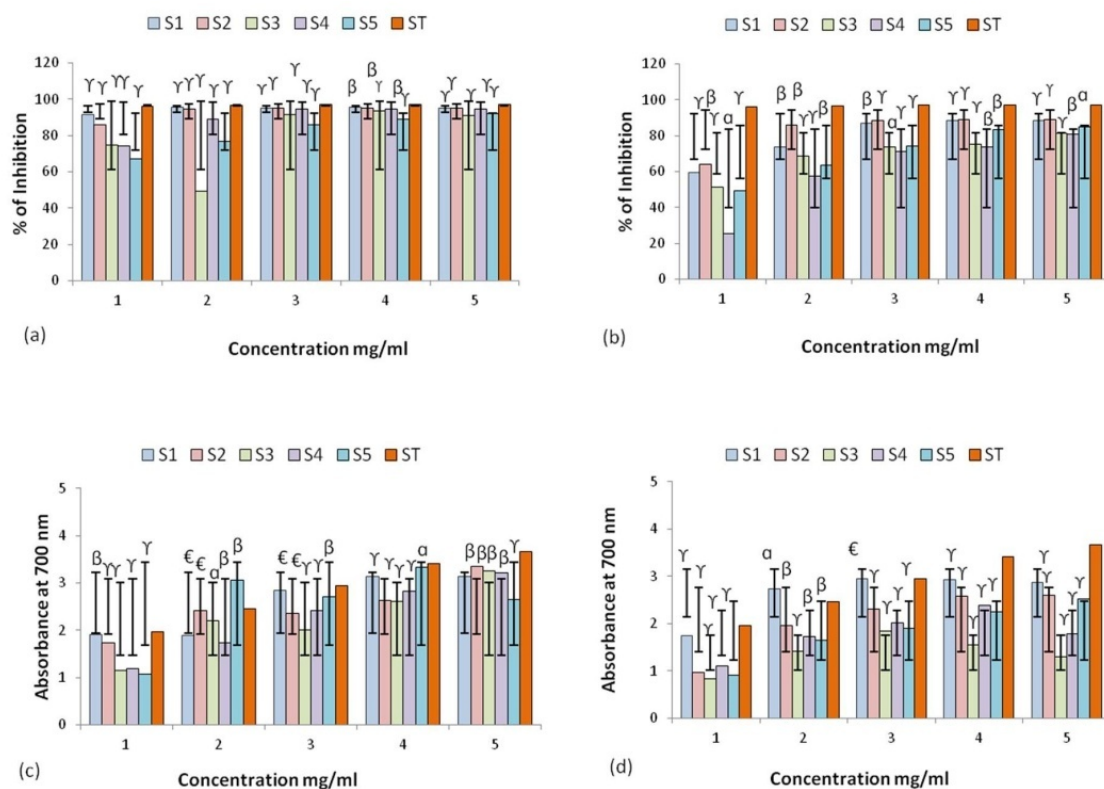 S1 S2 S3 S4 S5 ST
120
100
80
60
40
20
0
% of Inhibition
ϒ ϒ ϒ ϒϒ ϒ ϒ ϒ ϒ ϒ ϒ ϒ ϒ ϒ ϒ ϒ β β β ϒ ϒ ϒ ϒ ϒ
1 2 3 4 5
(a)
Concentration mg/ml
S1 S2 S3 S4 S5 ST
120
100
80
60
40
20
0
% of Inhibition
ϒ β ϒ α ϒ β β ϒ ϒ β β ϒ α ϒ ϒ ϒ ϒ ϒ β β ϒ ϒ ϒ β α
1 2 3 4 5
(b)
Concentration mg/ml
S1 S2 S3 S4 S5 ST
5
4
3
2
1
0
Absorbance at 700 nm
β ϒ ϒ ϒ ϒ € € α β β € € ϒ ϒ β ϒ ϒ ϒ ϒ α β β β β ϒ
1 2 3 4 5
(c)
Concentration mg/ml
S1 S2 S3 S4 S5 ST
5
4
3
2
1
0
Absorbance at 700 nm
ϒ ϒ ϒ ϒ ϒ α β ϒ β β € ϒ ϒ ϒ ϒ ϒ ϒ ϒ ϒ ϒ ϒ ϒ ϒ
1 2 3 4 5
(d)
Concentration mg/ml